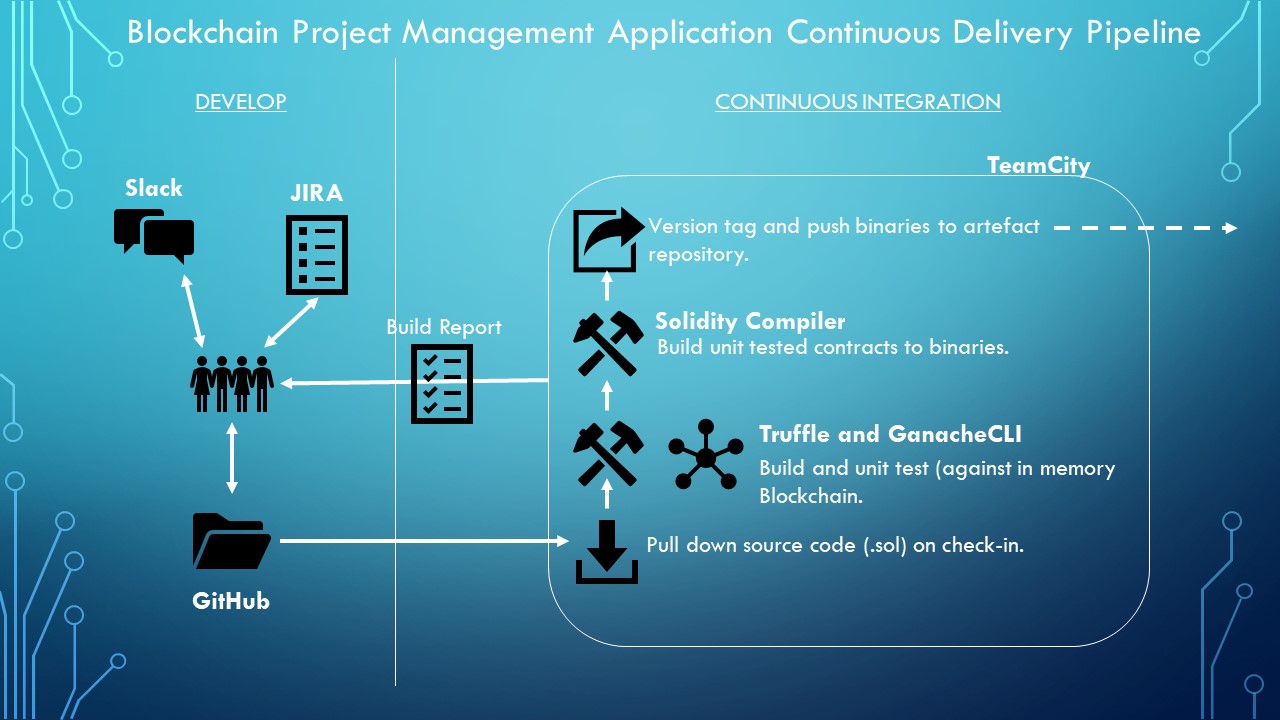 Blockchain Project Management Application Continuous Delivery Pipeline
DEVELOP
CONTINUOUS INTEGRATION
TeamCity
Slack
JIRA
Version tag and push binaries to artefact
repository.
Build Report
Solidity Compiler
Build unit tested contracts to binaries.
Truffle and GanacheCLI
Build and unit test (against in memory
Blockchain.
Pull down source code (.sol) on check-in.
GitHub